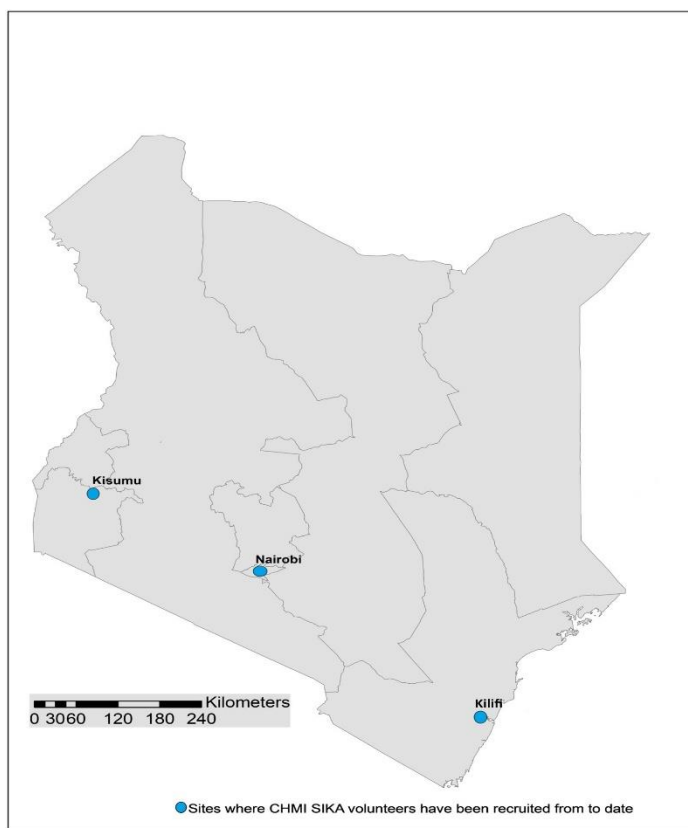 Kisumu
Nairobi
Kilifi
Kilometers
0 30 60 120 180 240
Sites where CHMI SIKA volunteers have been recruited from to date